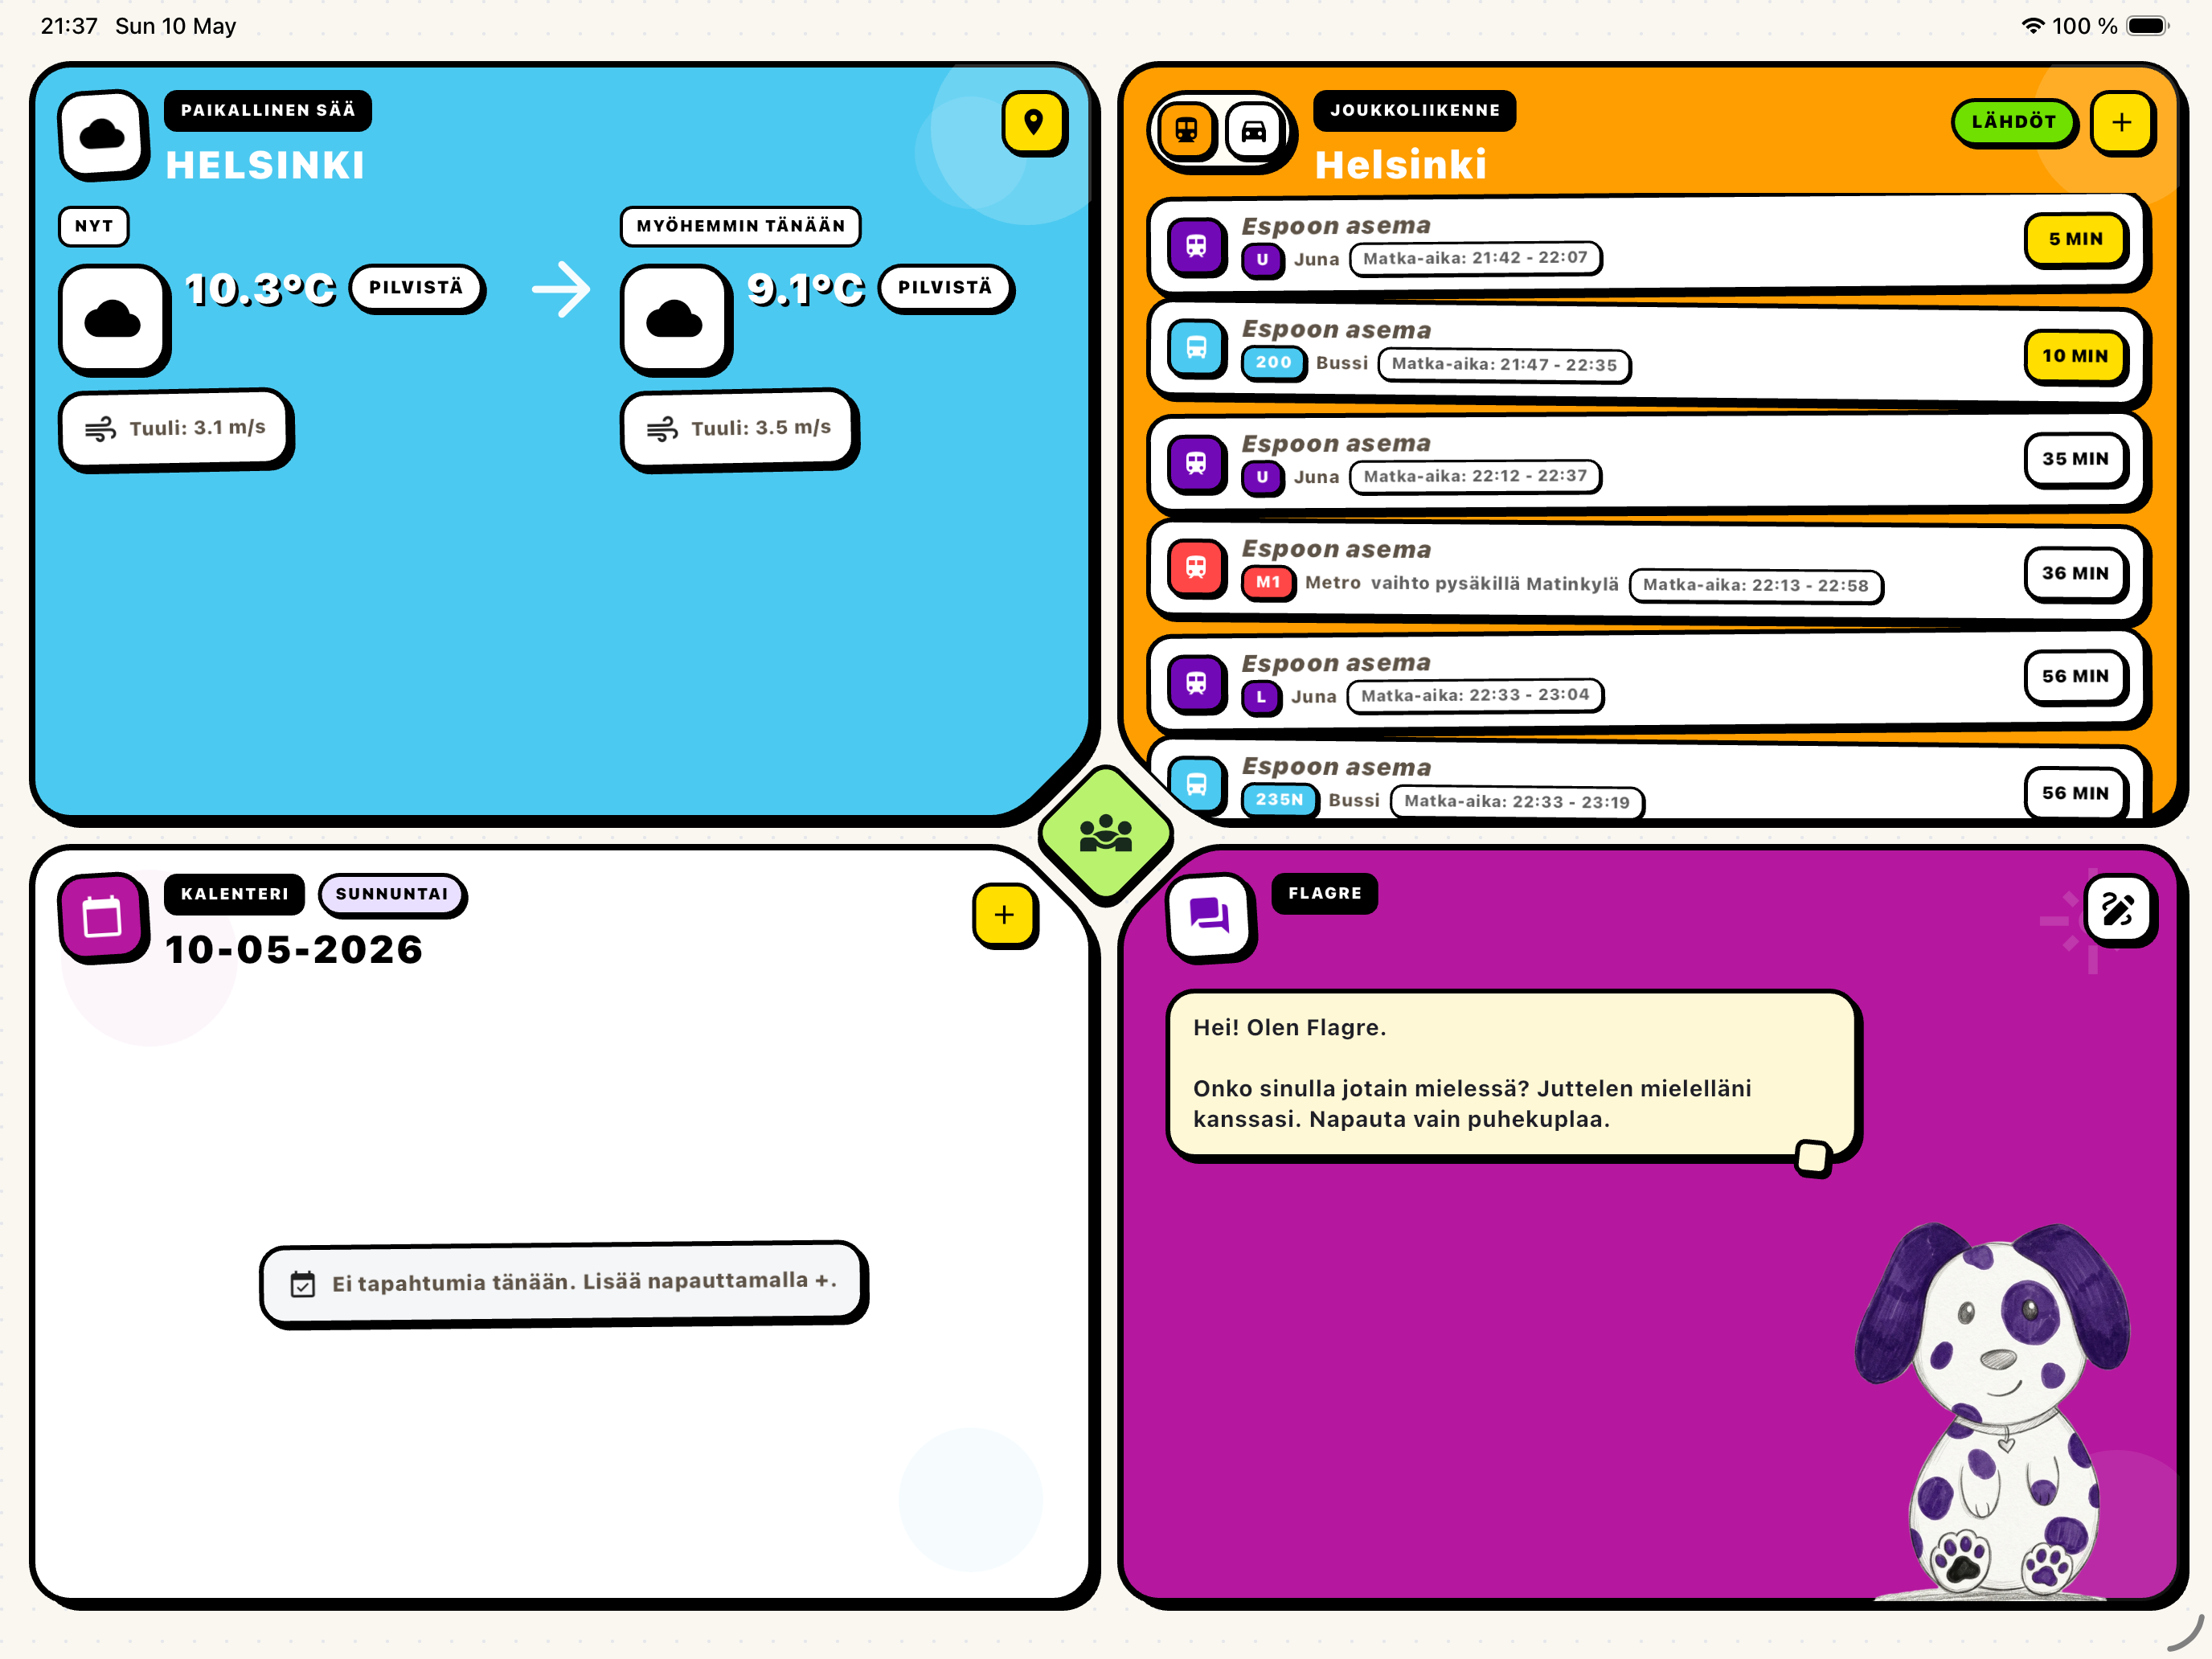 21:37 Sun 10 May
100 %
PAIKALLINEN SÄÄ
HELSINKI
NYT
10.3°C PILVISTÄ
Tuuli: 3.1 m/s
MYÖHEMMIN TÄNÄÄN
9.1°C PILVISTÄ
Tuuli: 3.5 m/s
JOUKKOLIIKENNE
Helsinki
LÄHDÖT
+
Espoon asema
U Juna Matka-aika: 21:42 - 22:07
5 MIN
Espoon asema
200 Bussi Matka-aika: 21:47 - 22:35
10 MIN
Espoon asema
U Juna Matka-aika: 22:12 - 22:37
35 MIN
Espoon asema
M1 Metro vaihto pysäkillä Matinkylä Matka-aika: 22:13 - 22:58
36 MIN
Espoon asema
L Juna Matka-aika: 22:33 - 23:04
56 MIN
Espoon asema
235N Bussi Matka-aika: 22:33 - 23:19
56 MIN
KALENTERI SUNNUNTAI
10-05-2026
+
Ei tapahtumia tänään. Lisää napauttamalla +.
FLAGRE
Hei! Olen Flagre.
Onko sinulla jotain mielessä? Juttelen mielelläni
kanssasi. Napauta vain puhekuplaa.